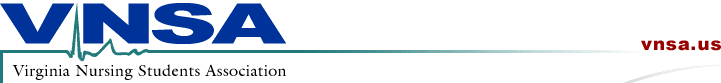 VNSA
vnsa.us
Virginia Nursing Students Association